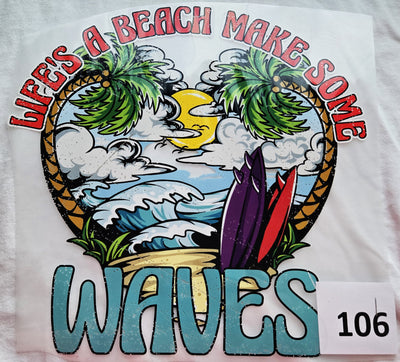 LIFE'S A BEACH MAKE SOME
WAVES
106